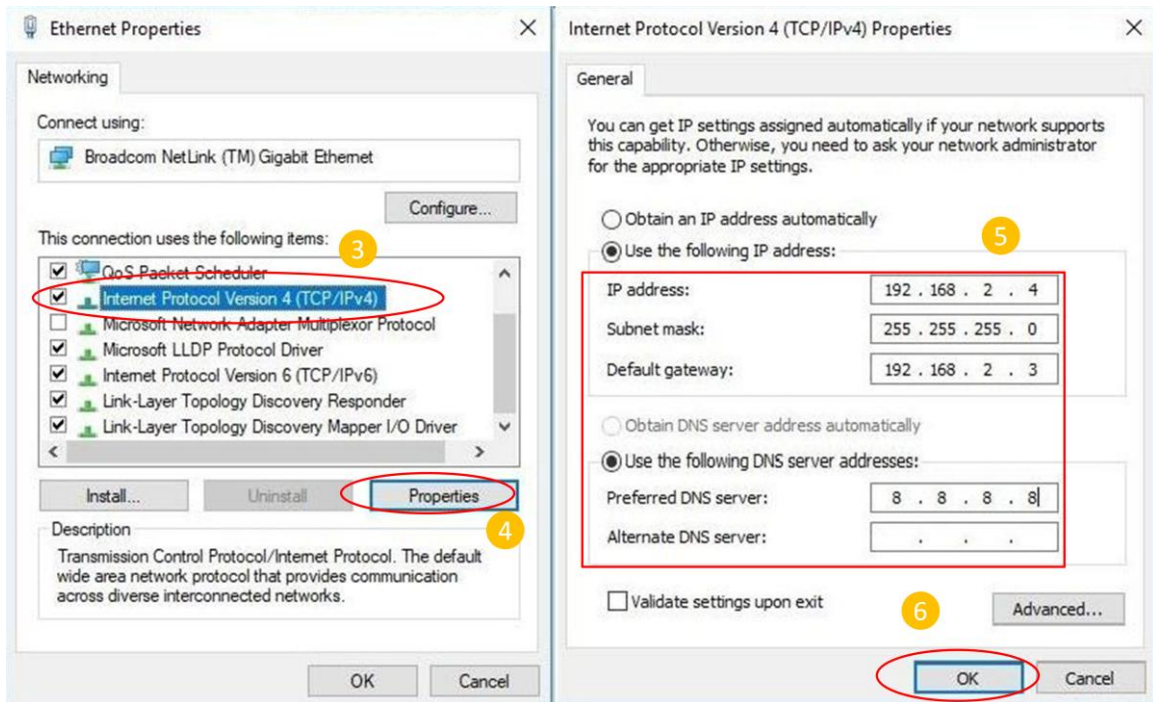 Ethernet Properties
Networking
Connect using:
Broadcom NetLink (TM) Gigabit Ethernet
Configure...
This connection uses the following items:
3
QoS Packet Scheduler
Internet Protocol Version 4 (TCP/IPv4)
Microsoft Network Adapter Multiplexor Protocol
Microsoft LLDP Protocol Driver
Internet Protocol Version 6 (TCP/IPv6)
Link-Layer Topology Discovery Responder
Link-Layer Topology Discovery Mapper I/O Driver
Install...
Uninstall
Properties
4
Description
Transmission Control Protocol/Internet Protocol. The default
wide area network protocol that provides communication
across diverse interconnected networks.
OK
Cancel
Internet Protocol Version 4 (TCP/IPv4) Properties
General
You can get IP settings assigned automatically if your network supports
this capability. Otherwise, you need to ask your network administrator
for the appropriate IP settings.
Obtain an IP address automatically
5
Use the following IP address:
IP address: 192 . 168 . 2 . 4
Subnet mask: 255 . 255 . 255 . 0
Default gateway: 192 . 168 . 2 . 3
Obtain DNS server address automatically
Use the following DNS server addresses:
Preferred DNS server: 8 . 8 . 8 . 8
Alternate DNS server: . . .
Validate settings upon exit
6
Advanced...
OK
Cancel